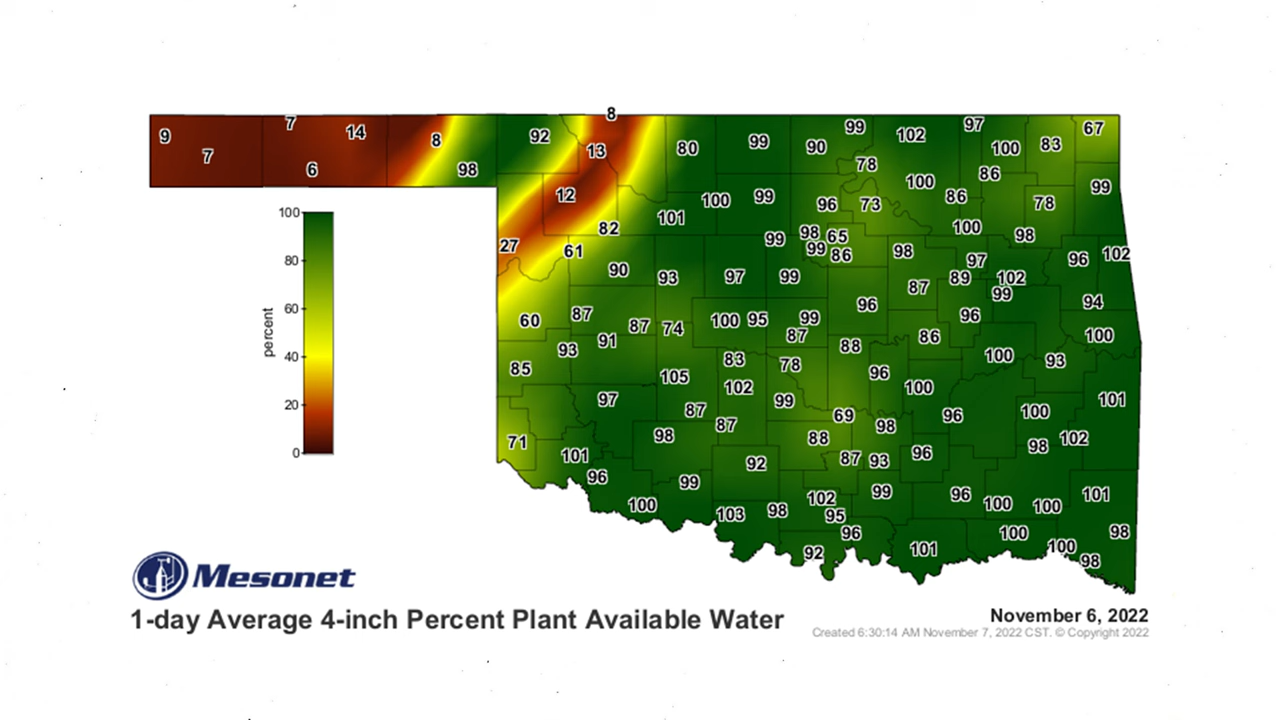 8
9 7 14 8 92 13 80 99 90 99 102 97 100 83 67
7 6 98 12 100 99 78 100 86 86 78 99
82 101 96 73 100 98
27 61 99 98 65 99 86 98 97 96 102
90 93 97 99 87 89 102 99 94
60 87 87 74 100 95 99 87 96 96 86 100
93 91 83 78 88 100 93
85 105 102 96 100
97 87 99 69 96 100 101
71 98 87 88 98 98 102
101 92 87 93 96
96 99 99
100 103 98 102 95 96 100 100 101
96 100 98
92 101 100 98
100
80
60
40
20
0
percent
Mesonet
1-day Average 4-inch Percent Plant Available Water
November 6, 2022
Created 6:30:14 AM November 7, 2022 CST. © Copyright 2022